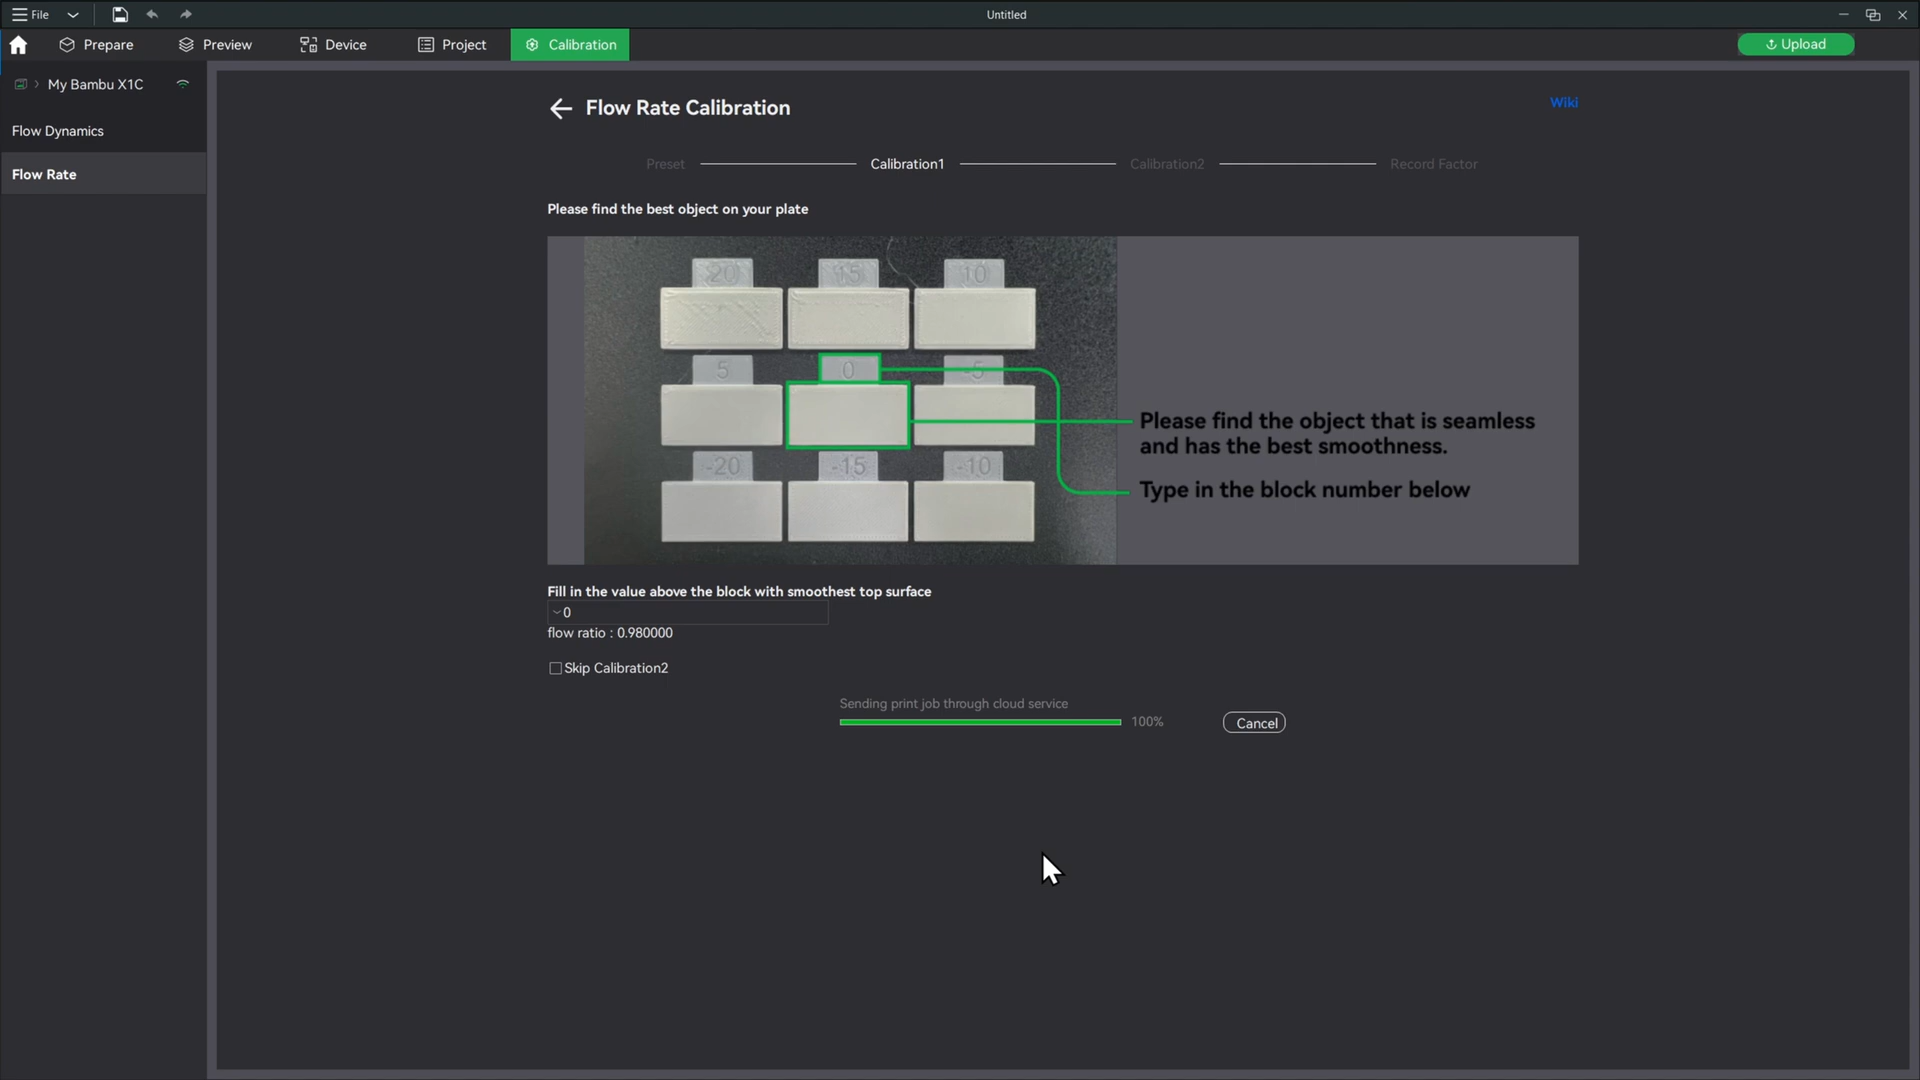 File
Untitled
Prepare
Preview
Device
Project
Calibration
Upload
My Bambu X1C
Flow Dynamics
Flow Rate
Flow Rate Calibration
Wiki
Preset
Calibration1
Calibration2
Record Factor
Please find the best object on your plate
20 15 10
5 0 -5
-20 -15 -10
Please find the object that is seamless
and has the best smoothness.
Type in the block number below
Fill in the value above the block with smoothest top surface
0
flow ratio : 0.980000
Skip Calibration2
Sending print job through cloud service
100%
Cancel